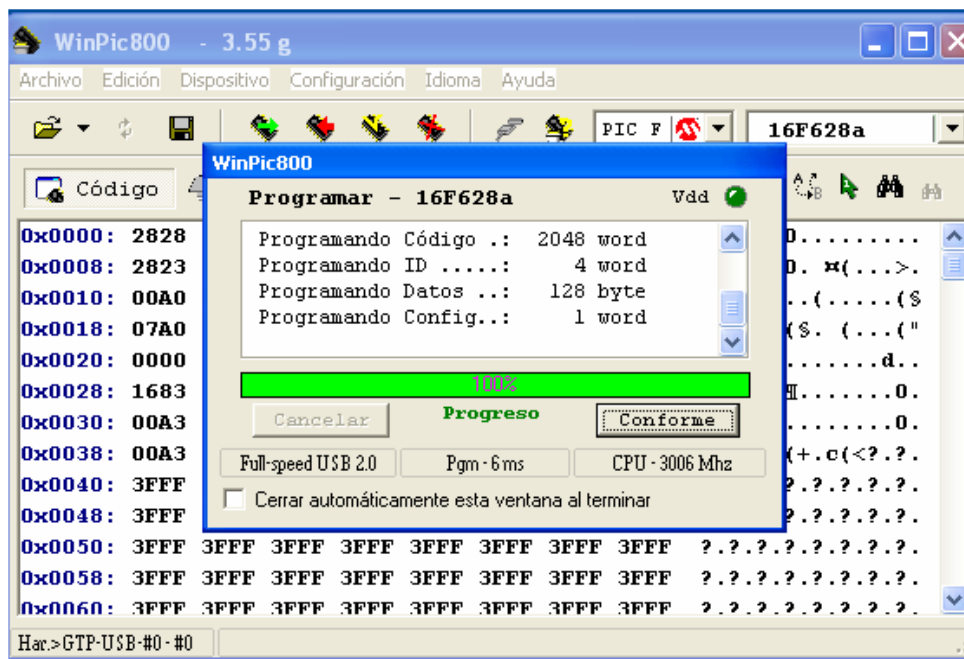 WinPic800 - 3.55 g
Archivo Edición Dispositivo Configuración Idioma Ayuda
PIC F 16F628a
Código
WinPic800
Programar - 16F628a Vdd
Programando Código .: 2048 word
Programando ID .....: 4 word
Programando Datos ..: 128 byte
Programando Config..: 1 word
100%
Cancelar Progreso Conforme
Full-speed USB 2.0 Pgm - 6 ms CPU - 3006 Mhz
Cerrar automáticamente esta ventana al terminar
0x0000: 2828 0.........
0x0008: 2823 0. ¤(...>.
0x0010: 00A0 ..(.....(§
0x0018: 07A0 (§. (...("
0x0020: 0000 .......d..
0x0028: 1683 ¶.......0.
0x0030: 00A3 .........0.
0x0038: 00A3 (+.c(<?.?.
0x0040: 3FFF ?.?.?.?.?.
0x0048: 3FFF ?.?.?.?.?.
0x0050: 3FFF 3FFF 3FFF 3FFF 3FFF 3FFF 3FFF 3FFF ?.?.?.?.?.?.?.?.
0x0058: 3FFF 3FFF 3FFF 3FFF 3FFF 3FFF 3FFF 3FFF ?.?.?.?.?.?.?.?.
0x0060: 3FFF 3FFF 3FFF 3FFF 3FFF 3FFF 3FFF 3FFF ?.?.?.?.?.?.?.?.
Har.>GTP-USB-#0 - #0